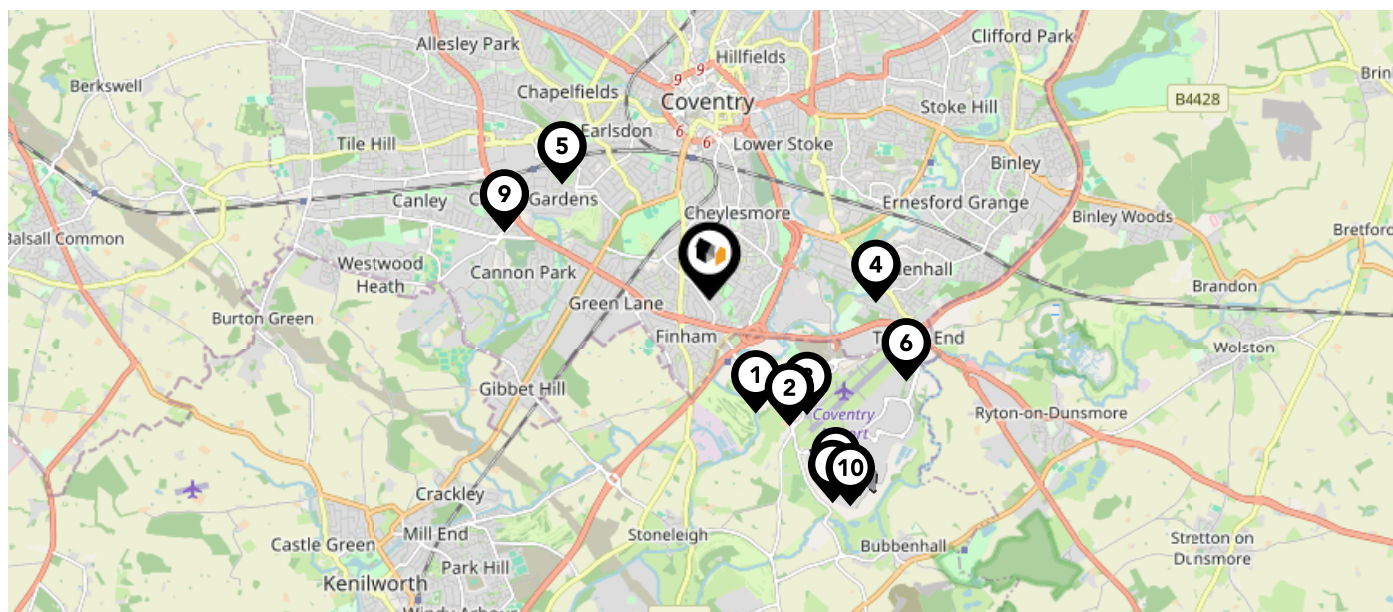 Allesley Park
Clifford Park
Hillfields
Berkswell
9
9
Chapelfields
Coventry
B4428
Stoke Hill
Earlsdon
6
6
Tile Hill
5
Lower Stoke
Binley
9
Canley
Gardens
Cheylesmore
Ernesford Grange
Binley Woods
Balsall Common
Westwood
Heath
Cannon Park
4
enhall
Brandon
Green Lane
Burton Green
Finham
6
End
Wolston
1
2
Gibbet Hill
Coventry
Ryton-on-Dunsmore
10
Crackley
Mill End
Castle Green
Stoneleigh
Bubbenhall
Stretton on
Dunsmore
Park Hill
Kenilworth